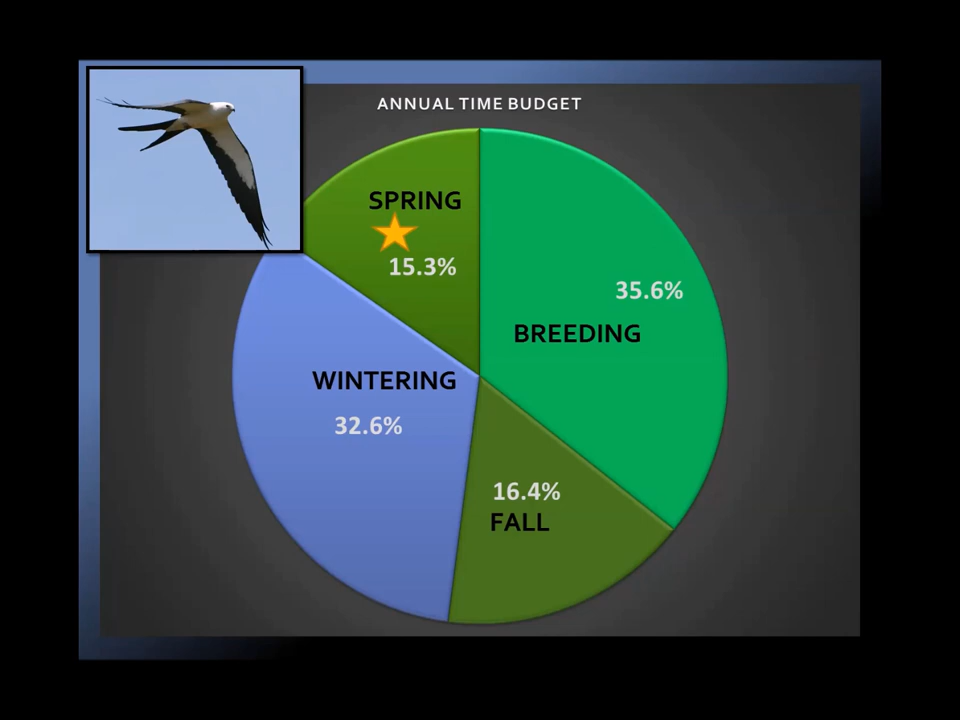 ANNUAL TIME BUDGET
SPRING
15.3%
35.6%
BREEDING
WINTERING
32.6%
16.4%
FALL